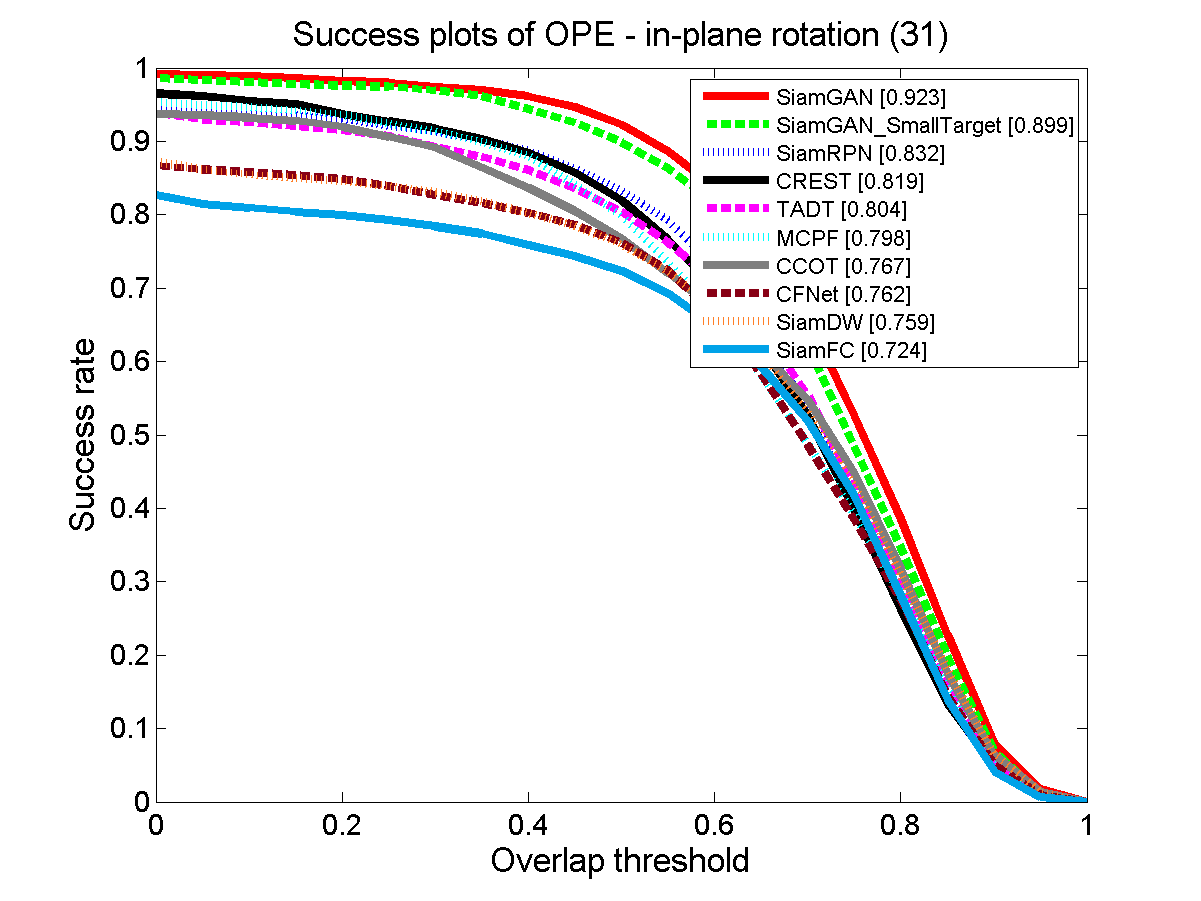 Success plots of OPE - in-plane rotation (31)
1
0.9
0.8
0.7
0.6
0.5
0.4
0.3
0.2
0.1
0
Success rate
SiamGAN [0.923]
SiamGAN_SmallTarget [0.899]
SiamRPN [0.832]
CREST [0.819]
TADT [0.804]
MCPF [0.798]
CCOT [0.767]
CFNet [0.762]
SiamDW [0.759]
SiamFC [0.724]
0 0.2 0.4 0.6 0.8 1
Overlap threshold